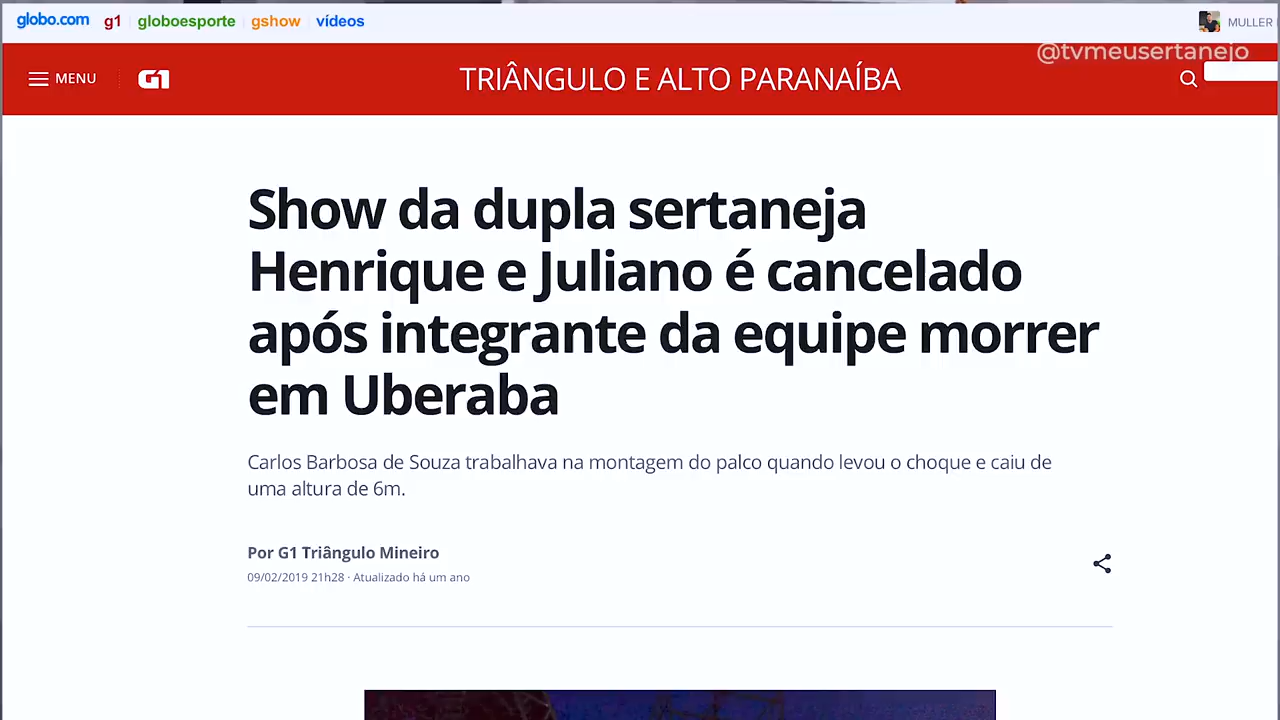 globo.com g1 globoesporte gshow vídeos MULLER
@tvmeusertanejo
MENU G1 TRIÂNGULO E ALTO PARANAÍBA
Show da dupla sertaneja
Henrique e Juliano é cancelado
após integrante da equipe morrer
em Uberaba
Carlos Barbosa de Souza trabalhava na montagem do palco quando levou o choque e caiu de
uma altura de 6m.
Por G1 Triângulo Mineiro
09/02/2019 21h28 · Atualizado há um ano